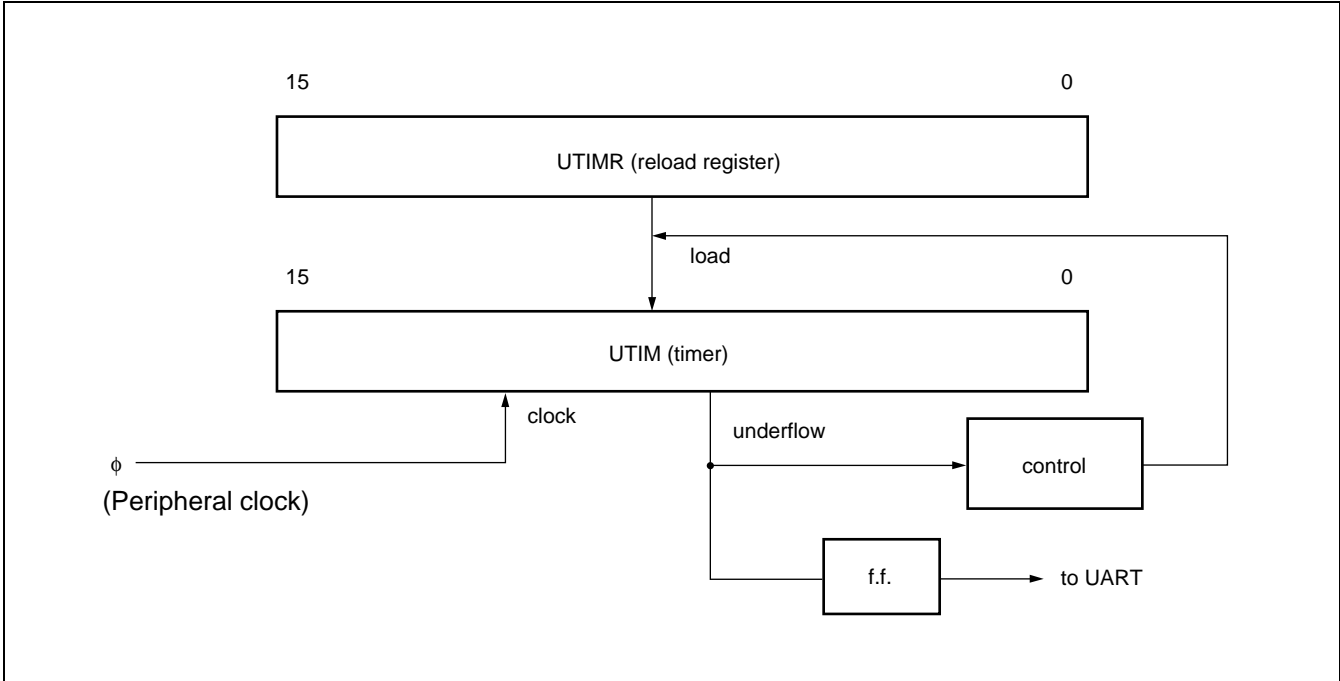 15 0
UTIMR (reload register)
load
15 0
UTIM (timer)
clock
underflow
ϕ
control
(Peripheral clock)
f.f.
to UART